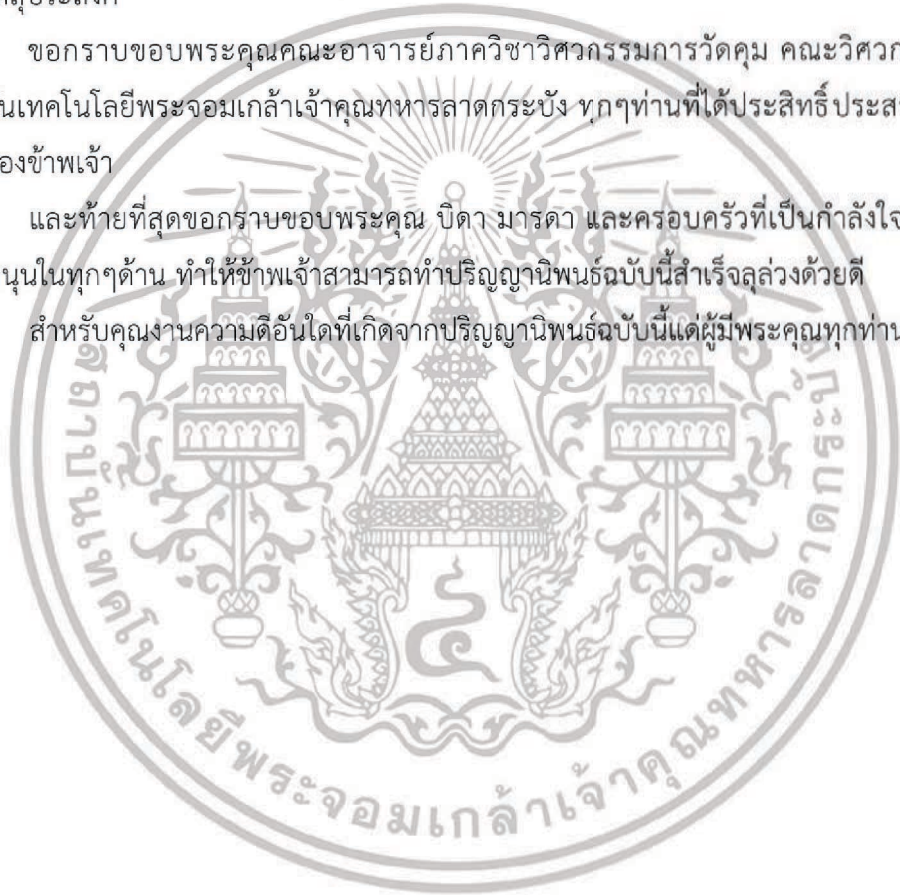 ขอกราบขอบพระคุณคณะอาจารย์ภาควิชาวิศวกรรมการวัดคุม คณะวิศวก
นเทคโนโลยีพระจอมเกล้าเจ้าคุณทหารลาดกระบัง ทุกๆท่านที่ได้ประสิทธิ์ประส
องข้าพเจ้า
และท้ายที่สุดขอกราบขอบพระคุณ บิดา มารดา และครอบครัวที่เป็นกำลังใจ
นุนในทุกๆด้าน ทำให้ข้าพเจ้าสามารถทำปริญญานิพนธ์ฉบับนี้สำเร็จลุล่วงด้วยดี
สำหรับคุณงานความดีอันใดที่เกิดจากปริญญานิพนธ์ฉบับนี้แด่ผู้มีพระคุณทุกท่าน
สถาบันเทคโนโลยีพระจอมเกล้าเจ้าคุณทหารลาดกระบัง
๔